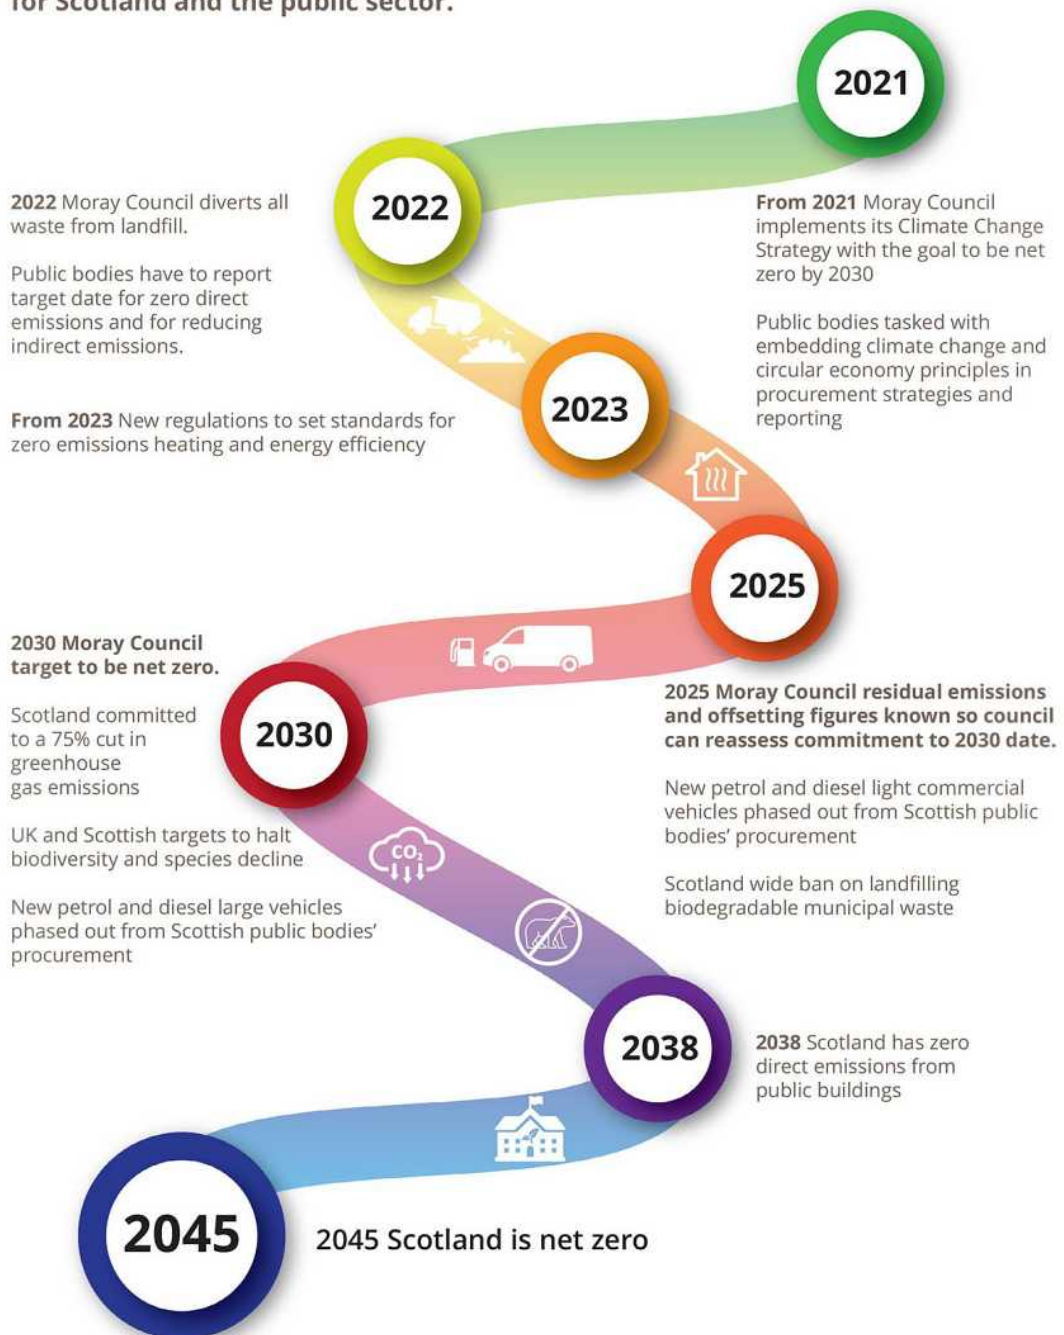 for Scotland and the public sector.
2021
2022
2022 Moray Council diverts all
waste from landfill.
Public bodies have to report
target date for zero direct
emissions and for reducing
indirect emissions.
From 2021 Moray Council
implements its Climate Change
Strategy with the goal to be net
zero by 2030
Public bodies tasked with
embedding climate change and
circular economy principles in
procurement strategies and
reporting
2023
From 2023 New regulations to set standards for
zero emissions heating and energy efficiency
2025
2025 Moray Council residual emissions
and offsetting figures known so council
can reassess commitment to 2030 date.
New petrol and diesel light commercial
vehicles phased out from Scottish public
bodies’ procurement
Scotland wide ban on landfilling
biodegradable municipal waste
2030
2030 Moray Council
target to be net zero.
Scotland committed
to a 75% cut in
greenhouse
gas emissions
UK and Scottish targets to halt
biodiversity and species decline
New petrol and diesel large vehicles
phased out from Scottish public bodies’
procurement
CO₂
2038
2038 Scotland has zero
direct emissions from
public buildings
2045
2045 Scotland is net zero